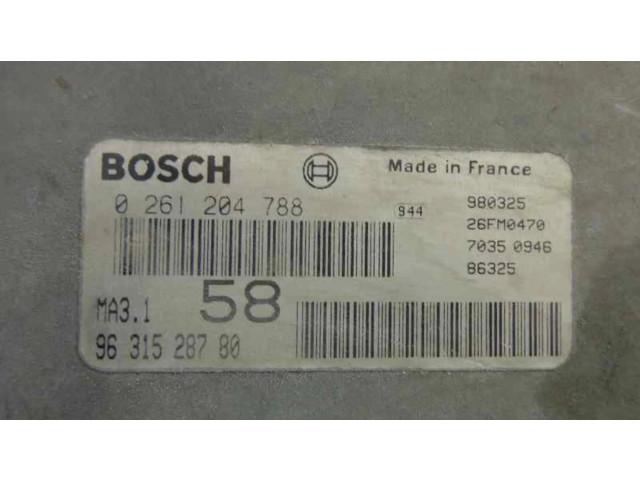 BOSCH Made in France
0 261 204 788 944 980325
26FM0470
7035 0946
86325
MA3.1 58
96 315 287 80